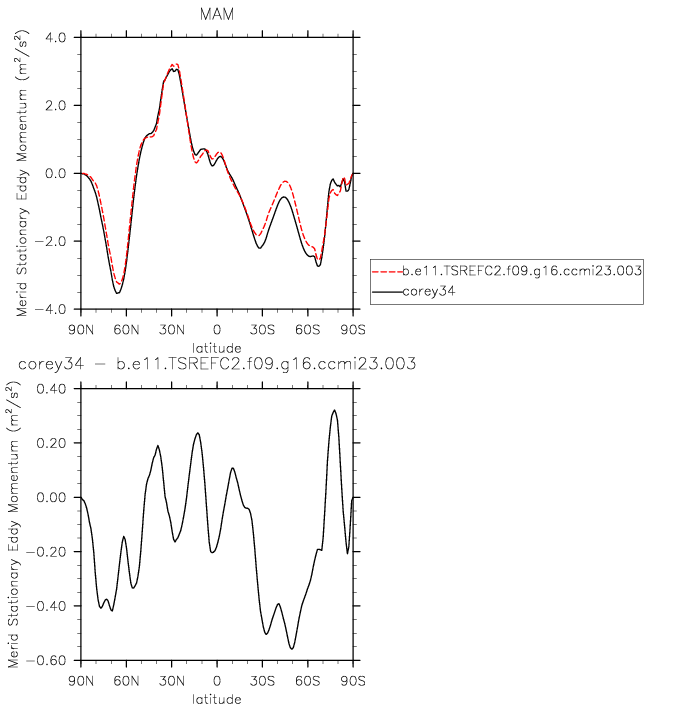 MAM
Merid Stationary Eddy Momentum (m²/s²)
4.0
2.0
0.0
−2.0
−4.0
90N 60N 30N 0 30S 60S 90S
latitude
b.e11.TSREFC2.f09.g16.ccmi23.003
corey34
corey34 − b.e11.TSREFC2.f09.g16.ccmi23.003
Merid Stationary Eddy Momentum (m²/s²)
0.40
0.20
0.00
−0.20
−0.40
−0.60
90N 60N 30N 0 30S 60S 90S
latitude